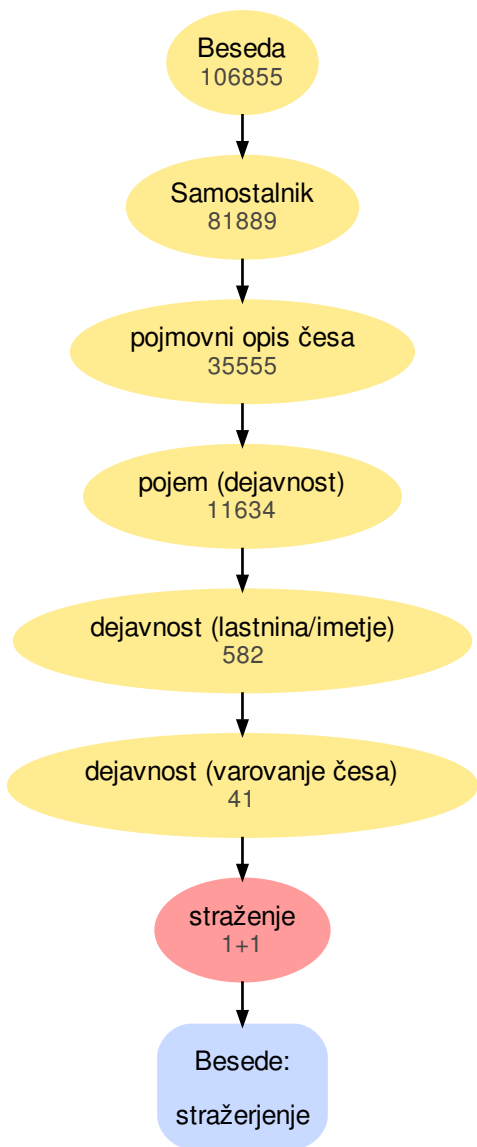 Beseda
106855
Samostalnik
81889
pojmovni opis česa
35555
pojem (dejavnost)
11634
dejavnost (lastnina/imetje)
582
dejavnost (varovanje česa)
41
straženje
1+1
Besede:
stražerjenje